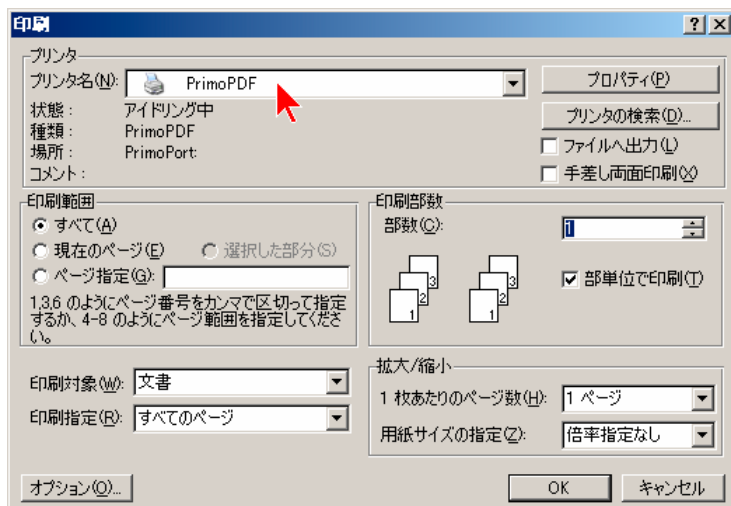 印刷
プリンタ
プリンタ名(N): PrimoPDF
プロパティ(P)
状態: アイドリング中
プリンタの検索(D)...
種類: PrimoPDF
場所: PrimoPort:
ファイルへ出力(L)
コメント:
手差し両面印刷(X)
印刷範囲
すべて(A)
現在のページ(E) 選択した部分(S)
ページ指定(G):
1,3,6 のようにページ番号をカンマで区切って指定
するか、4-8 のようにページ範囲を指定してくださ
い。
印刷部数
部数(C): 1
部単位で印刷(T)
1 2 3
1 2 3
印刷対象(W): 文書
印刷指定(R): すべてのページ
拡大/縮小
1 枚あたりのページ数(H): 1 ページ
用紙サイズの指定(Z): 倍率指定なし
オプション(O)...
OK
キャンセル